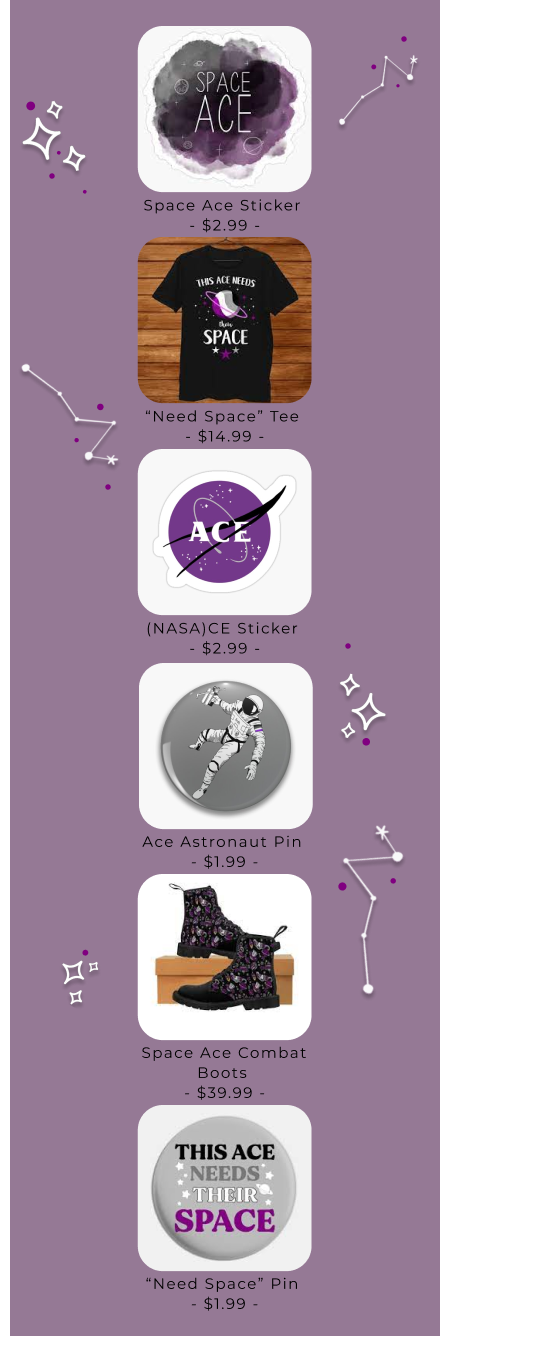 SPACE
ACE
Space Ace Sticker
- $2.99 -
THIS ACE NEEDS
their
SPACE
“Need Space” Tee
- $14.99 -
ACE
(NASA)CE Sticker
- $2.99 -
Ace Astronaut Pin
- $1.99 -
Space Ace Combat
Boots
- $39.99 -
THIS ACE
NEEDS
THEIR
SPACE
“Need Space” Pin
- $1.99 -